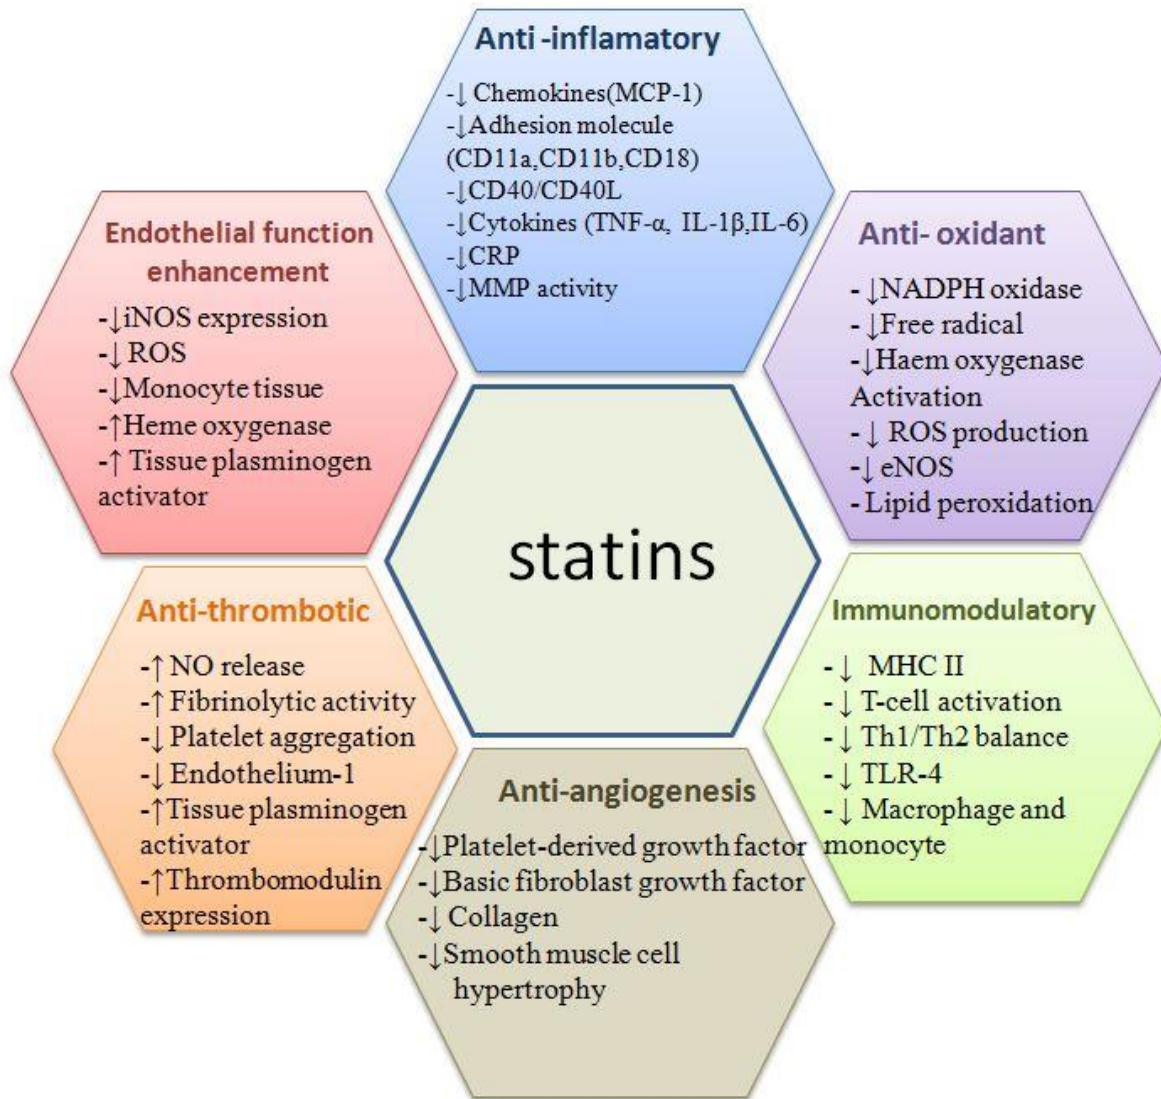 Anti -inflamatory
-↓ Chemokines(MCP-1)
-↓Adhesion molecule
(CD11a,CD11b,CD18)
-↓CD40/CD40L
-↓Cytokines (TNF-α, IL-1β,IL-6)
-↓CRP
-↓MMP activity
Endothelial function
enhancement
-↓iNOS expression
-↓ ROS
-↓Monocyte tissue
-↑Heme oxygenase
-↑ Tissue plasminogen
activator
Anti- oxidant
- ↓NADPH oxidase
- ↓Free radical
-↓Haem oxygenase
Activation
-↓ ROS production
-↓ eNOS
- Lipid peroxidation
statins
Anti-thrombotic
-↑ NO release
-↑ Fibrinolytic activity
-↓ Platelet aggregation
-↓ Endothelium-1
-↑Tissue plasminogen
activator
-↑Thrombomodulin
expression
Immunomodulatory
- ↓ MHC II
-↓ T-cell activation
-↓ Th1/Th2 balance
-↓ TLR-4
-↓ Macrophage and
monocyte
Anti-angiogenesis
-↓Platelet-derived growth factor
-↓Basic fibroblast growth factor
-↓ Collagen
-↓Smooth muscle cell
hypertrophy